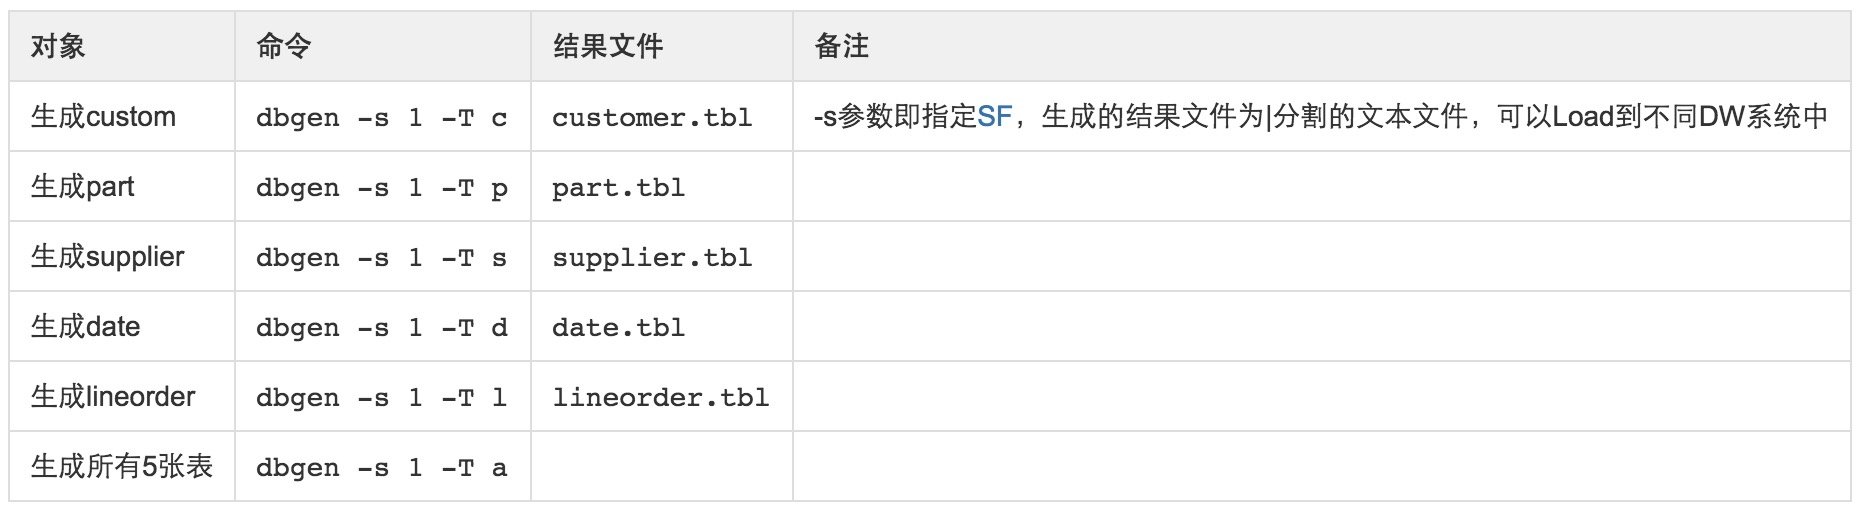 对象 命令 结果文件 备注
生成custom dbgen -s 1 -T c customer.tbl -s参数即指定SF，生成的结果文件为|分割的文本文件，可以Load到不同DW系统中
生成part dbgen -s 1 -T p part.tbl
生成supplier dbgen -s 1 -T s supplier.tbl
生成date dbgen -s 1 -T d date.tbl
生成lineorder dbgen -s 1 -T l lineorder.tbl
生成所有5张表 dbgen -s 1 -T a